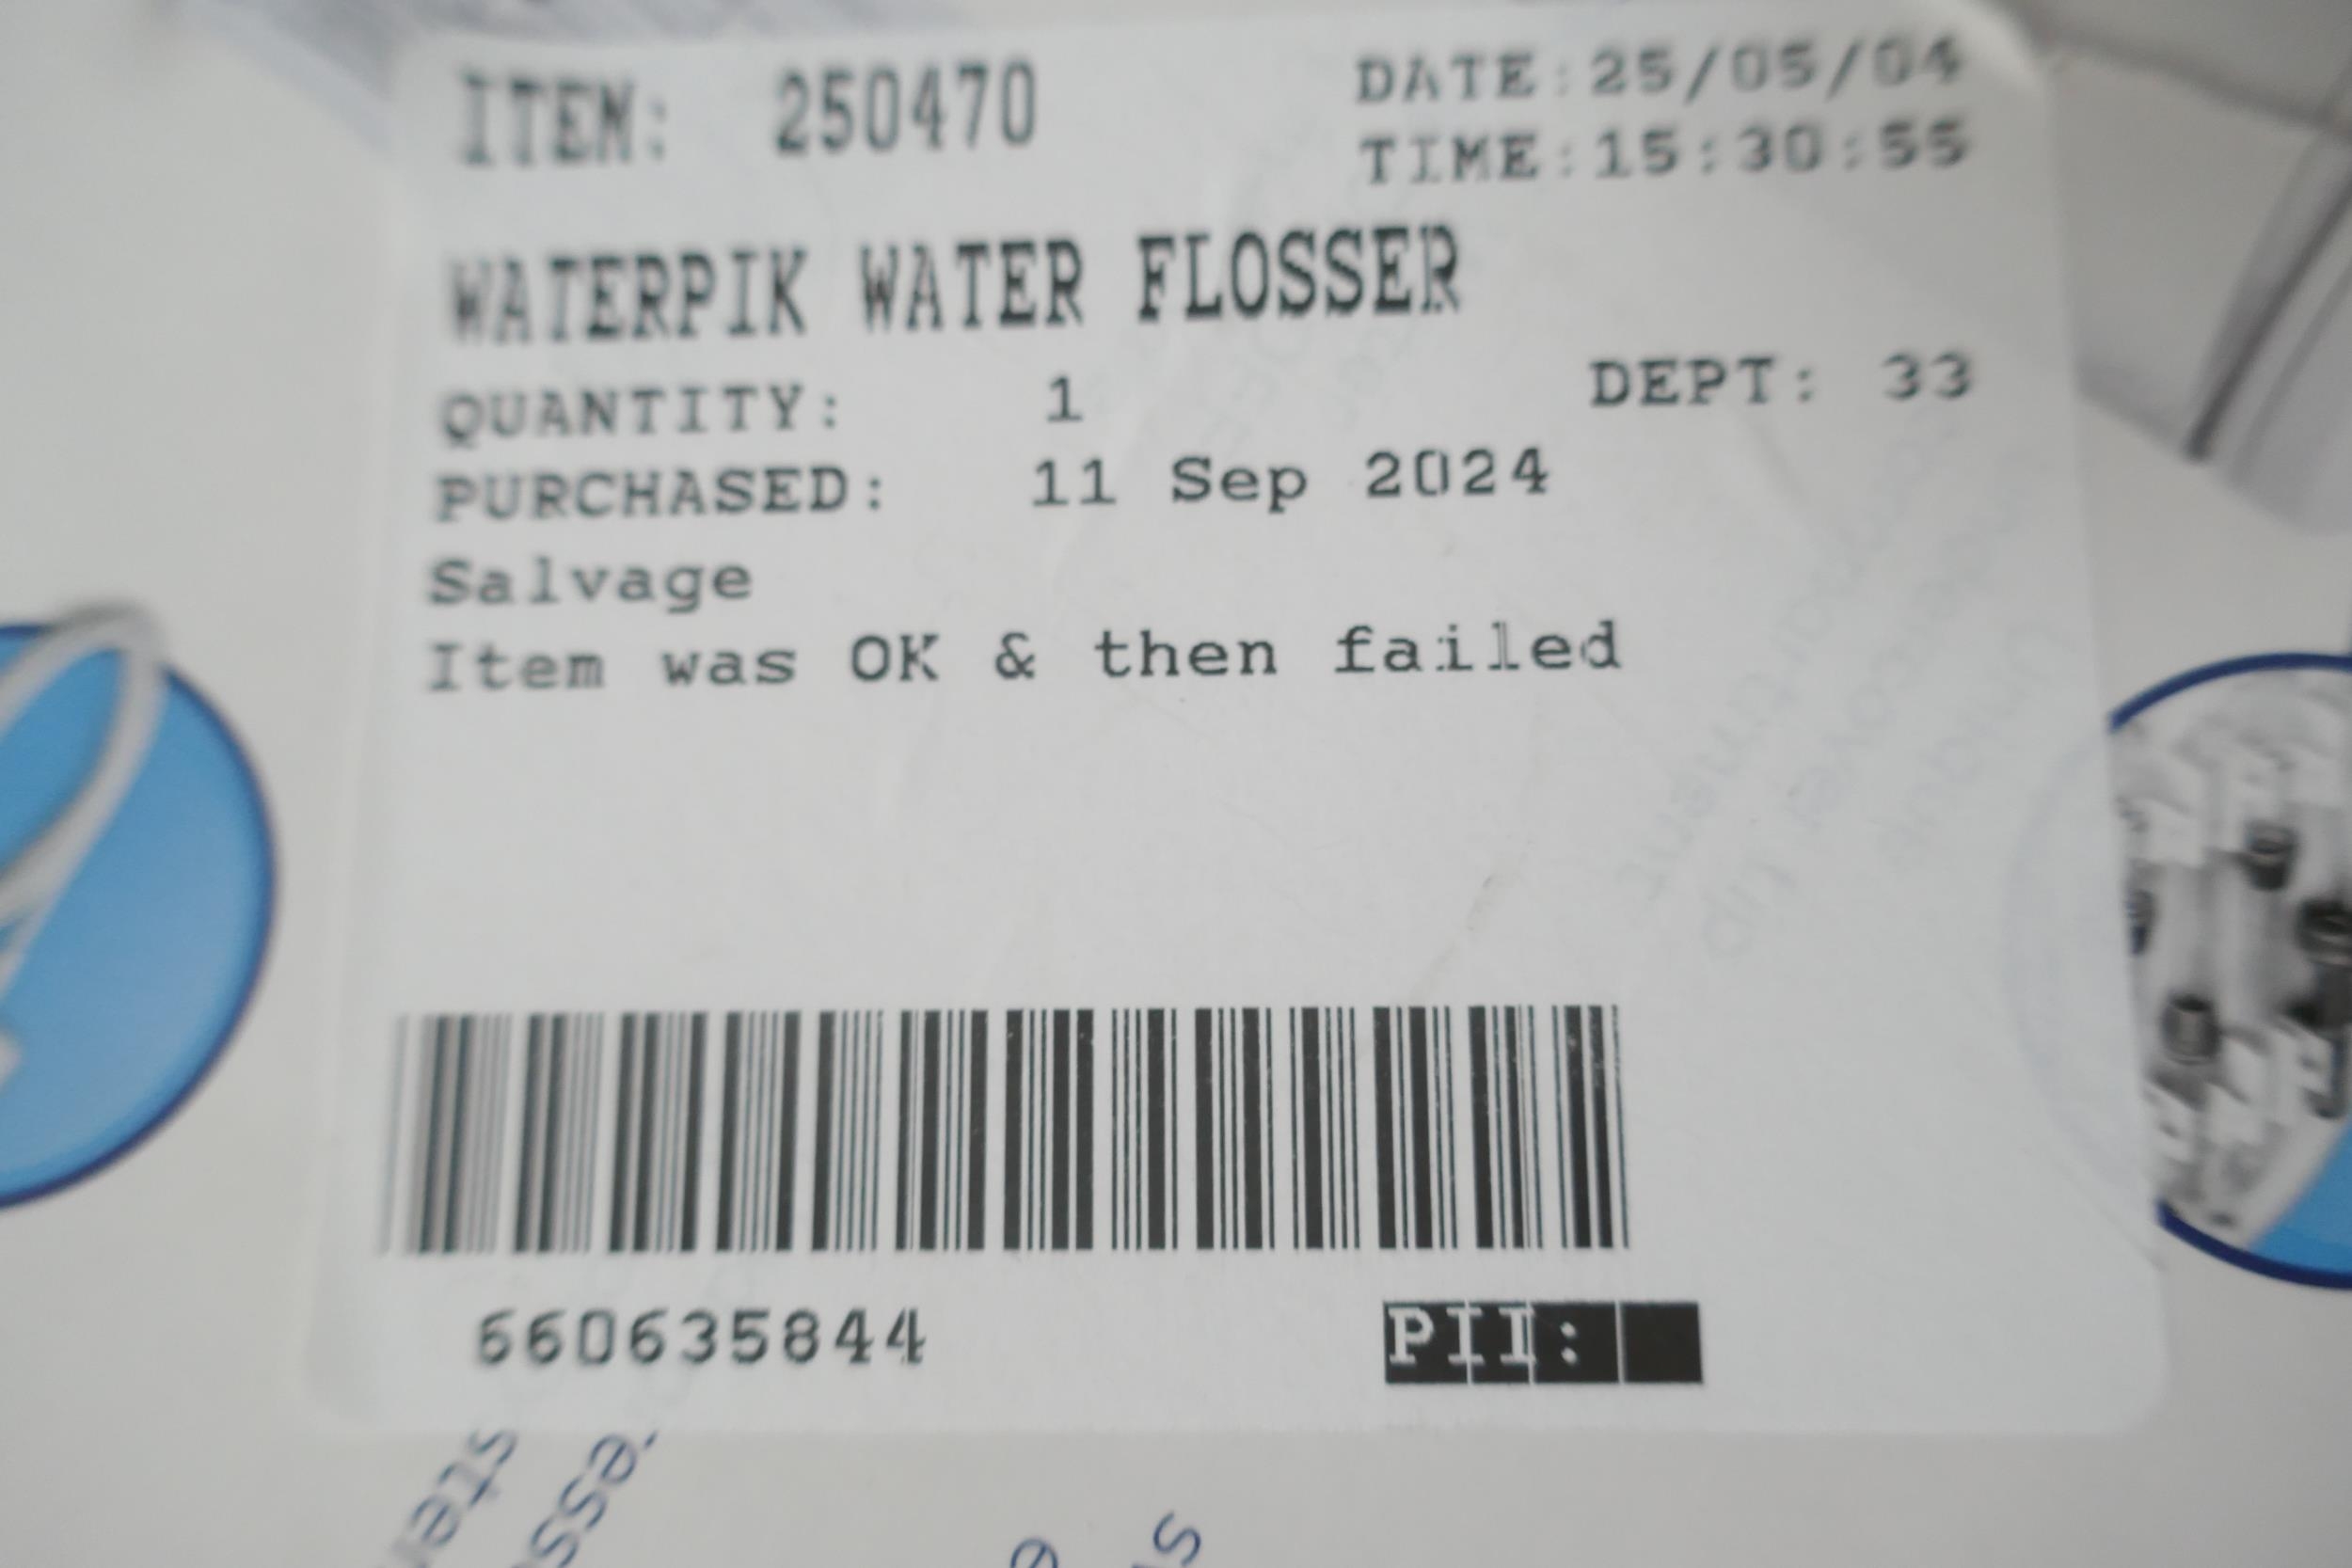 ITEM: 250470
DATE:25/05/04
TIME:15:30:55
WATERPIK WATER FLOSSER
QUANTITY: 1
DEPT: 33
PURCHASED: 11 Sep 2024
Salvage
Item was OK & then failed
660635844
PII: